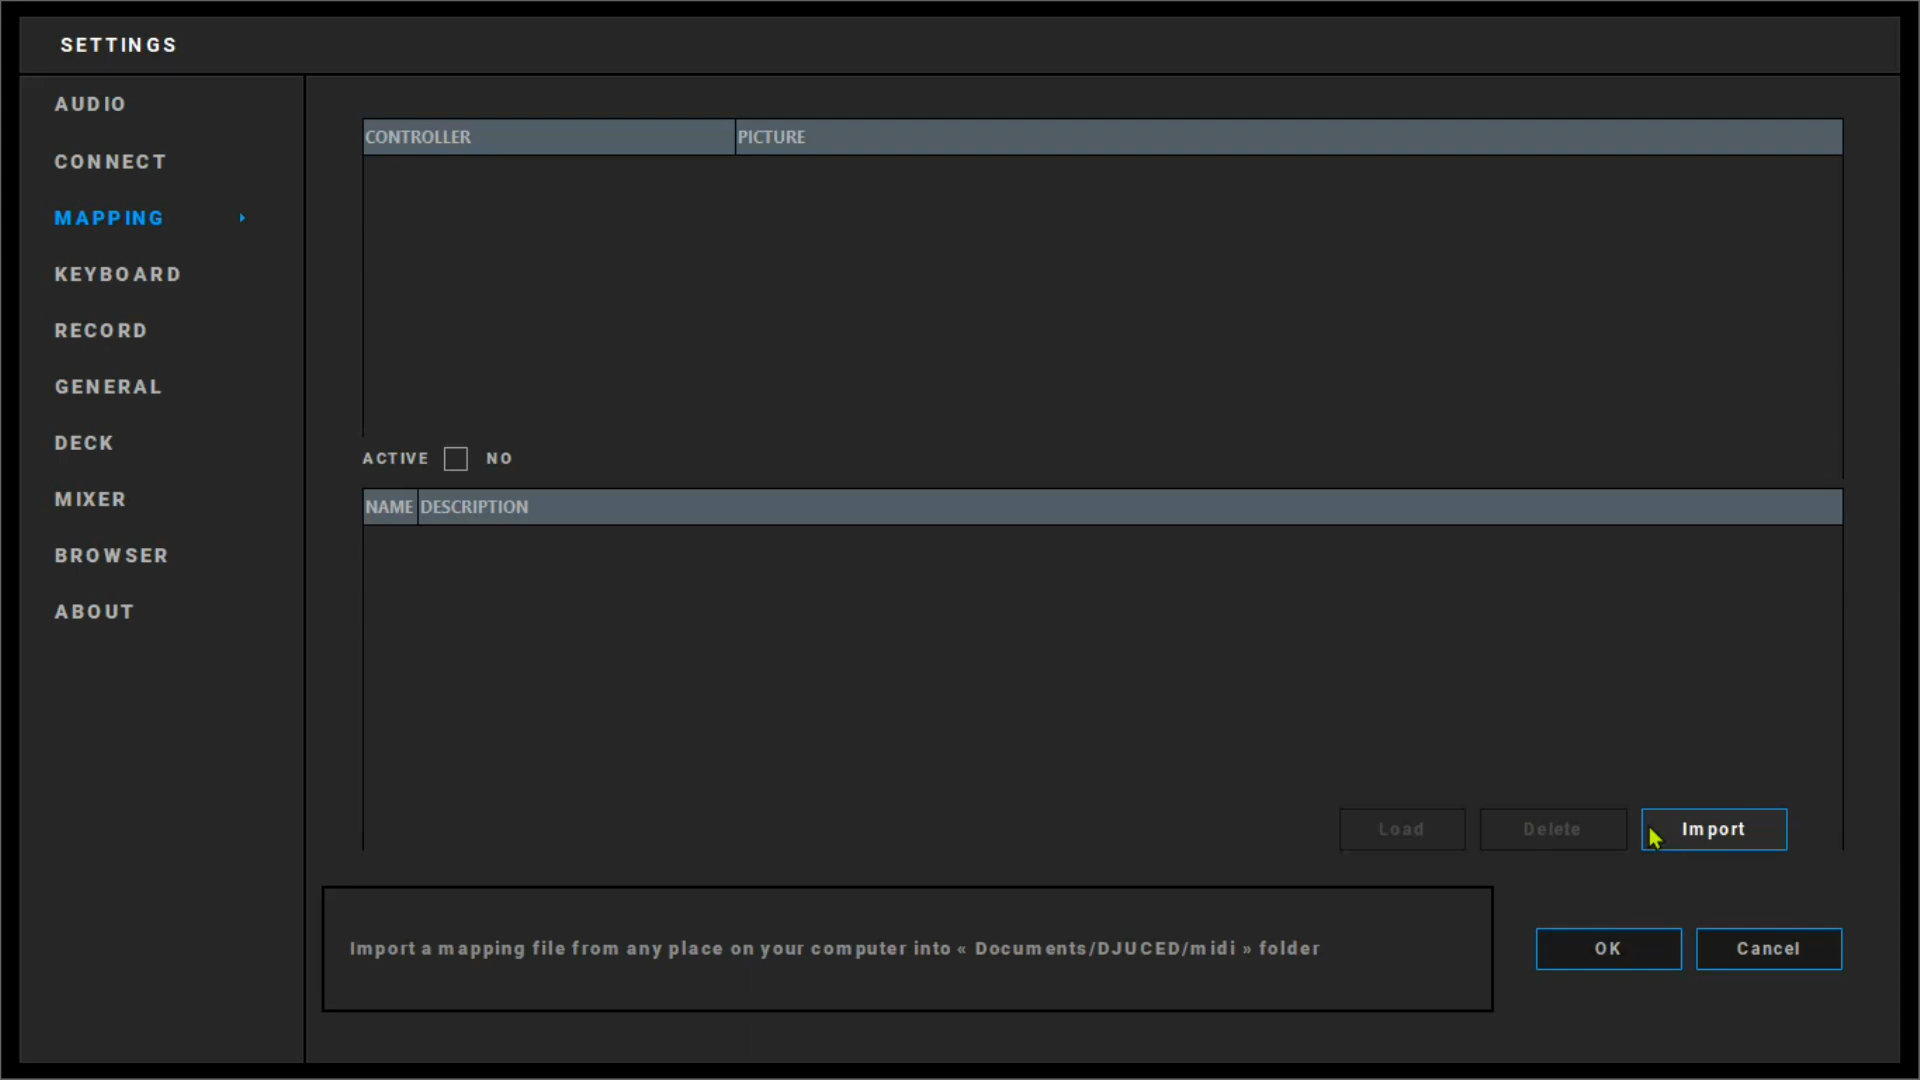 SETTINGS
AUDIO
CONNECT
MAPPING
KEYBOARD
RECORD
GENERAL
DECK
MIXER
BROWSER
ABOUT
CONTROLLER PICTURE
ACTIVE NO
NAME DESCRIPTION
Load Delete Import
Import a mapping file from any place on your computer into « Documents/DJUCED/midi » folder
OK Cancel